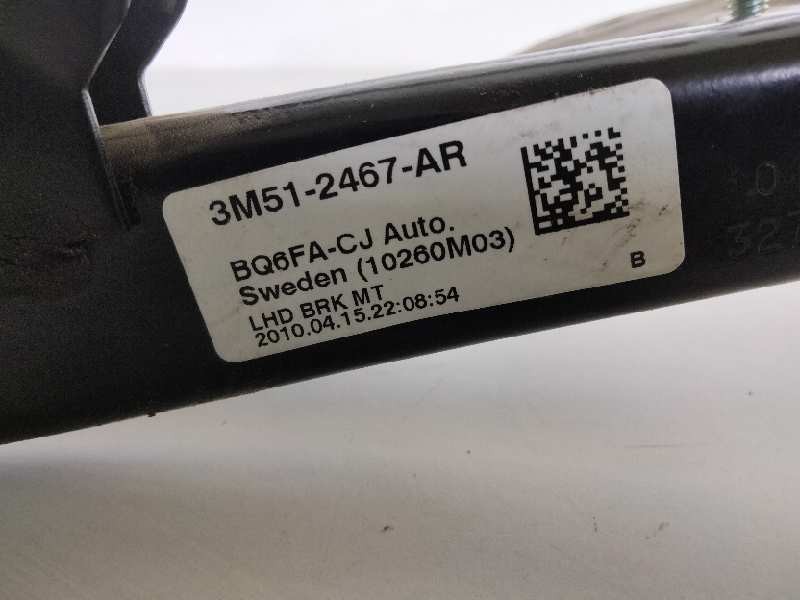 3M51-2467-AR
BQ6FA-CJ Auto.
Sweden (10260M03)
LHD BRK MT
2010.04.15.22:08:54
B